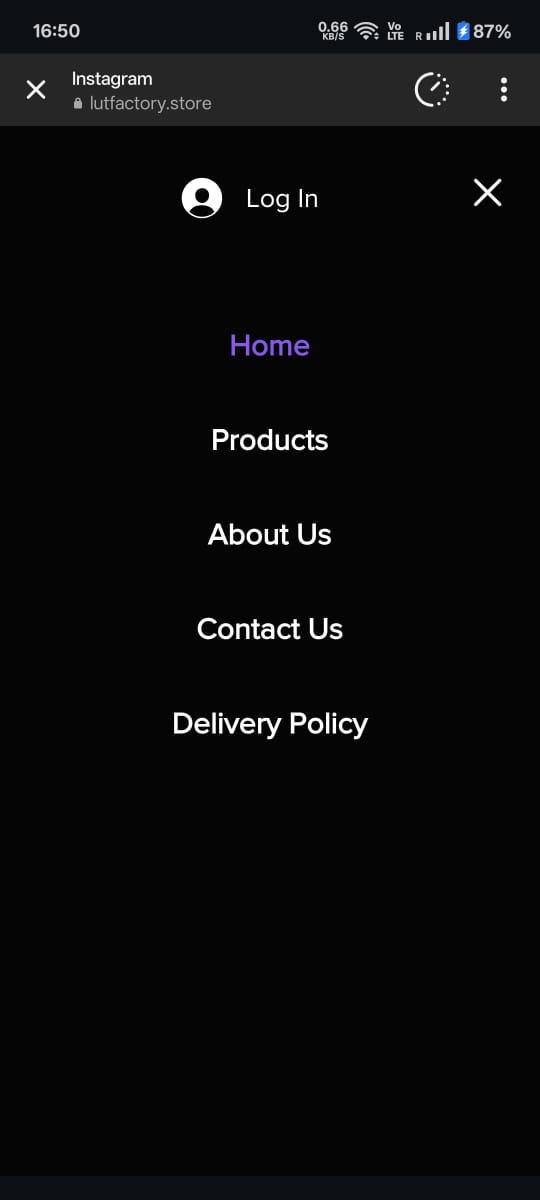 16:50
0.66 KB/S
Vo LTE
R
87%
Instagram
lutfactory.store
Log In
Home
Products
About Us
Contact Us
Delivery Policy